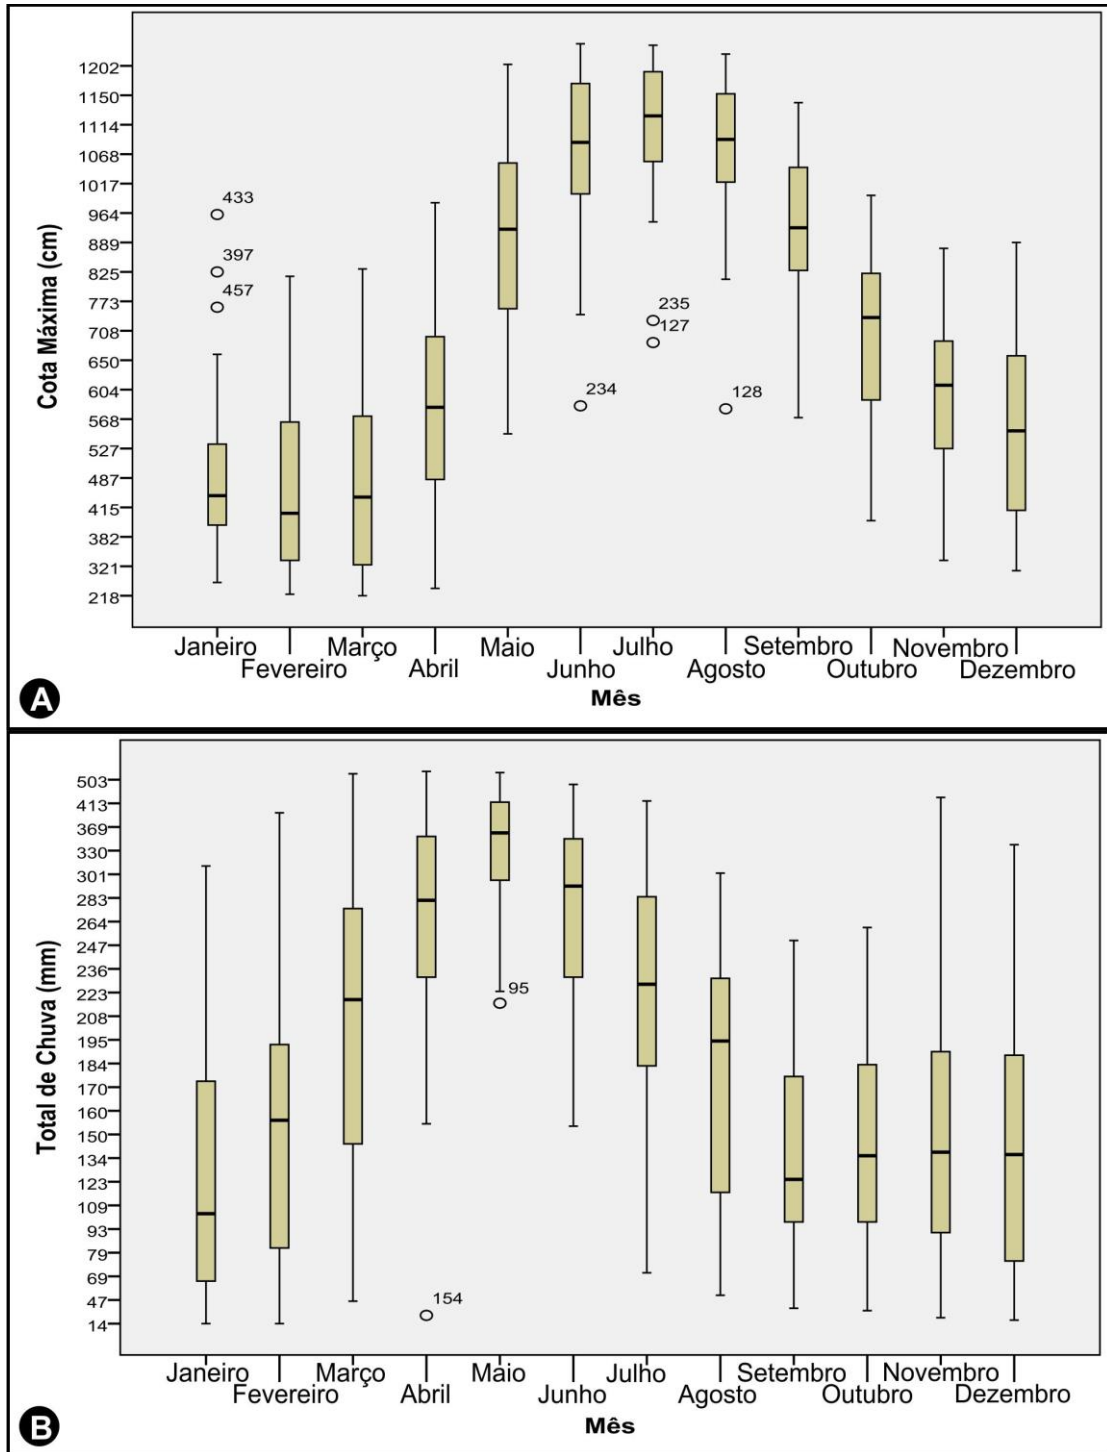 Cota Máxima (cm)
1202
1150
1114
1068
1017
964
889
825
773
708
650
604
568
527
487
415
382
321
218
433
397
457
234
235
127
128
Janeiro
Fevereiro
Março
Abril
Maio
Junho
Julho
Agosto
Setembro
Outubro
Novembro
Dezembro
Mês
A
Total de Chuva (mm)
503
413
369
330
301
283
264
247
236
223
208
195
184
170
160
150
134
123
109
93
79
69
47
14
154
95
Janeiro
Fevereiro
Março
Abril
Maio
Junho
Julho
Agosto
Setembro
Outubro
Novembro
Dezembro
Mês
B